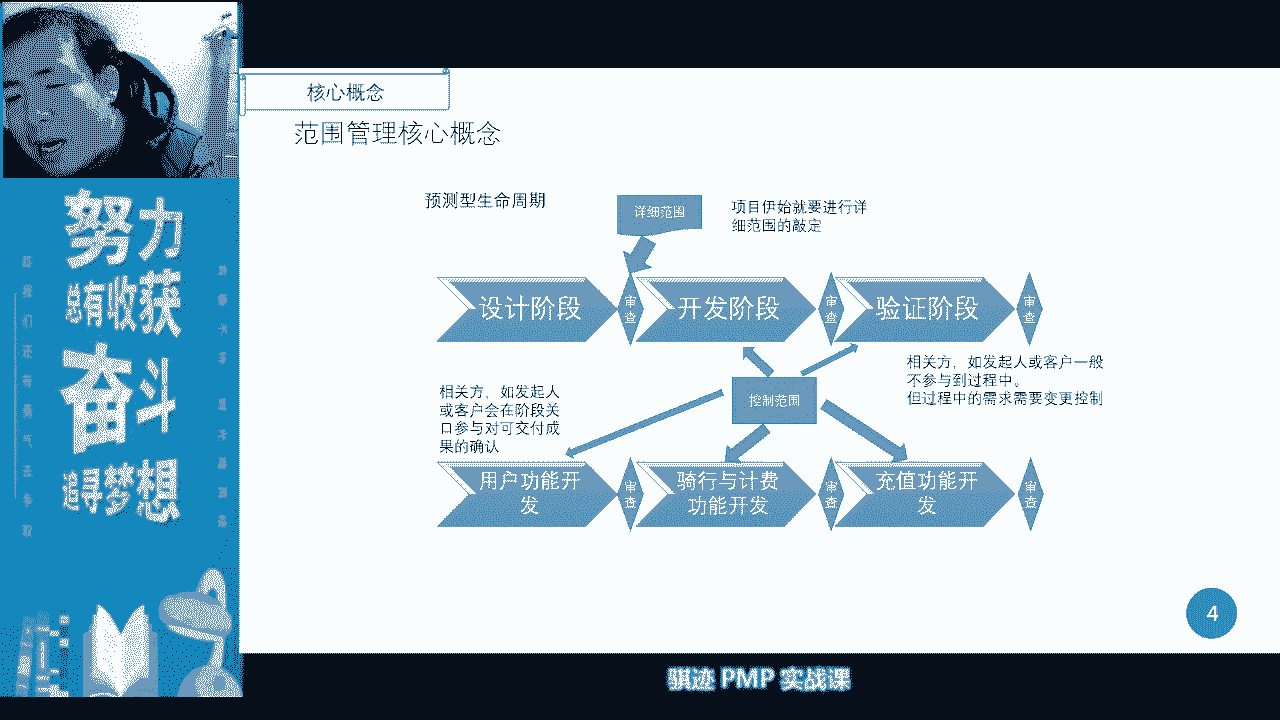 核心概念
范围管理核心概念
预测型生命周期
详细范围
项目伊始就要进行详
细范围的敲定
设计阶段
审
查
开发阶段
审
查
验证阶段
审
查
相关方，如发起人或客户一般
不参与到过程中。
但过程中的需求需要变更控制
控制范围
相关方，如发起人
或客户会在阶段关
口参与对可交付成
果的确认
用户功能开
发
审
查
骑行与计费
功能开发
审
查
充值功能开
发
审
查
4
努力
总有收获
奋斗
追寻梦想
骐迹 PMP 实战课